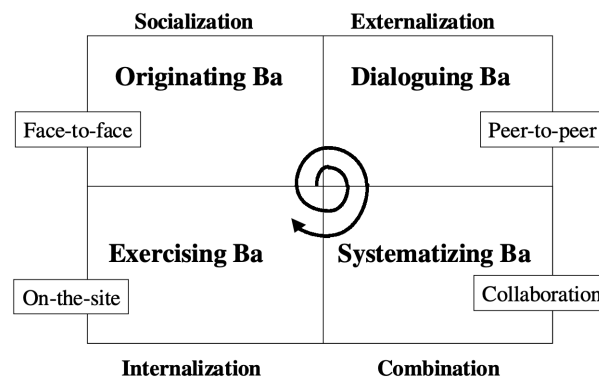 Socialization
Externalization
Originating Ba
Dialoguing Ba
Face-to-face
Peer-to-peer
Exercising Ba
Systematizing Ba
On-the-site
Collaboration
Internalization
Combination